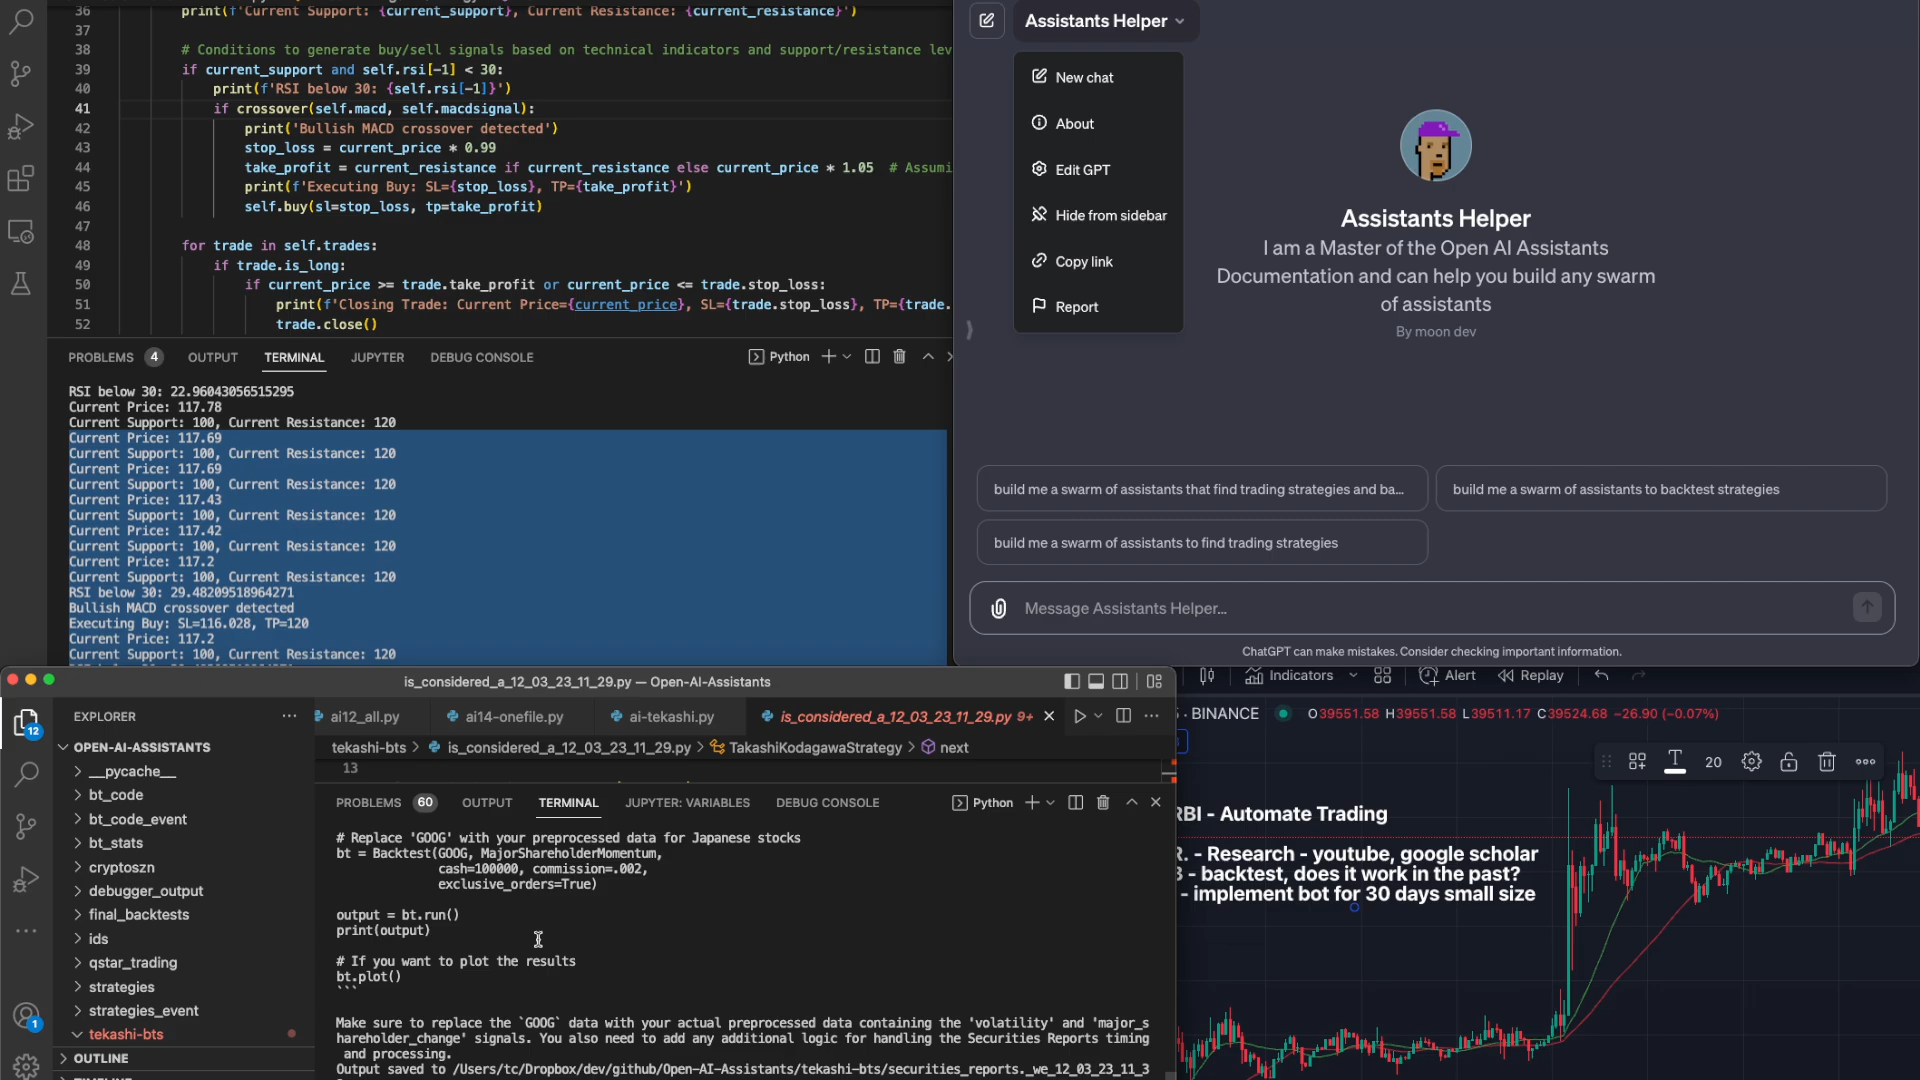 36 print(f'Current Support: {current_support}, Current Resistance: {current_resistance}')
37
38 # Conditions to generate buy/sell signals based on technical indicators and support/resistance lev
39 if current_support and self.rsi[-1] < 30:
40 print(f'RSI below 30: {self.rsi[-1]}')
41 if crossover(self.macd, self.macdsignal):
42 print('Bullish MACD crossover detected')
43 stop_loss = current_price * 0.99
44 take_profit = current_resistance if current_resistance else current_price * 1.05 # Assumi
45 print(f'Executing Buy: SL={stop_loss}, TP={take_profit}')
46 self.buy(sl=stop_loss, tp=take_profit)
47
48 for trade in self.trades:
49 if trade.is_long:
50 if current_price >= trade.take_profit or current_price <= trade.stop_loss:
51 print(f'Closing Trade: Current Price={current_price}, SL={trade.stop_loss}, TP={trade.
52 trade.close()
PROBLEMS 4 OUTPUT TERMINAL JUPYTER DEBUG CONSOLE Python
RSI below 30: 22.96043056515295
Current Price: 117.78
Current Support: 100, Current Resistance: 120
Current Price: 117.69
Current Support: 100, Current Resistance: 120
Current Price: 117.69
Current Support: 100, Current Resistance: 120
Current Price: 117.43
Current Support: 100, Current Resistance: 120
Current Price: 117.42
Current Support: 100, Current Resistance: 120
Current Price: 117.2
Current Support: 100, Current Resistance: 120
RSI below 30: 29.48209518964271
Bullish MACD crossover detected
Executing Buy: SL=116.028, TP=120
Current Price: 117.2
Current Support: 100, Current Resistance: 120
Assistants Helper
New chat
About
Edit GPT
Hide from sidebar
Copy link
Report
Assistants Helper
I am a Master of the Open AI Assistants
Documentation and can help you build any swarm
of assistants
By moon dev
build me a swarm of assistants that find trading strategies and ba...
build me a swarm of assistants to backtest strategies
build me a swarm of assistants to find trading strategies
Message Assistants Helper...
ChatGPT can make mistakes. Consider checking important information.
is_considered_a_12_03_23_11_29.py — Open-AI-Assistants
EXPLORER
12
OPEN-AI-ASSISTANTS
__pycache__
bt_code
bt_code_event
bt_stats
cryptoszn
debugger_output
final_backtests
ids
qstar_trading
strategies
strategies_event
tekashi-bts
OUTLINE
1
ai12_all.py ai14-onefile.py ai-tekashi.py is_considered_a_12_03_23_11_29.py 9+
tekashi-bts > is_considered_a_12_03_23_11_29.py > TakashiKodagawaStrategy > next
13
PROBLEMS 60 OUTPUT TERMINAL JUPYTER: VARIABLES DEBUG CONSOLE Python
# Replace 'GOOG' with your preprocessed data for Japanese stocks
bt = Backtest(GOOG, MajorShareholderMomentum,
cash=100000, commission=.002,
exclusive_orders=True)
output = bt.run()
print(output)
# If you want to plot the results
bt.plot()
```
Make sure to replace the `GOOG` data with your actual preprocessed data containing the 'volatility' and 'major_s
hareholder_change' signals. You also need to add any additional logic for handling the Securities Reports timing
and processing.
Output saved to /Users/tc/Dropbox/dev/github/Open-AI-Assistants/tekashi-bts/securities_reports._we_12_03_23_11_3
Indicators Alert Replay
· BINANCE O39551.58 H39551.58 L39511.17 C39524.68 −26.90 (−0.07%)
20
RBI - Automate Trading
R. - Research - youtube, google scholar
B - backtest, does it work in the past?
- implement bot for 30 days small size